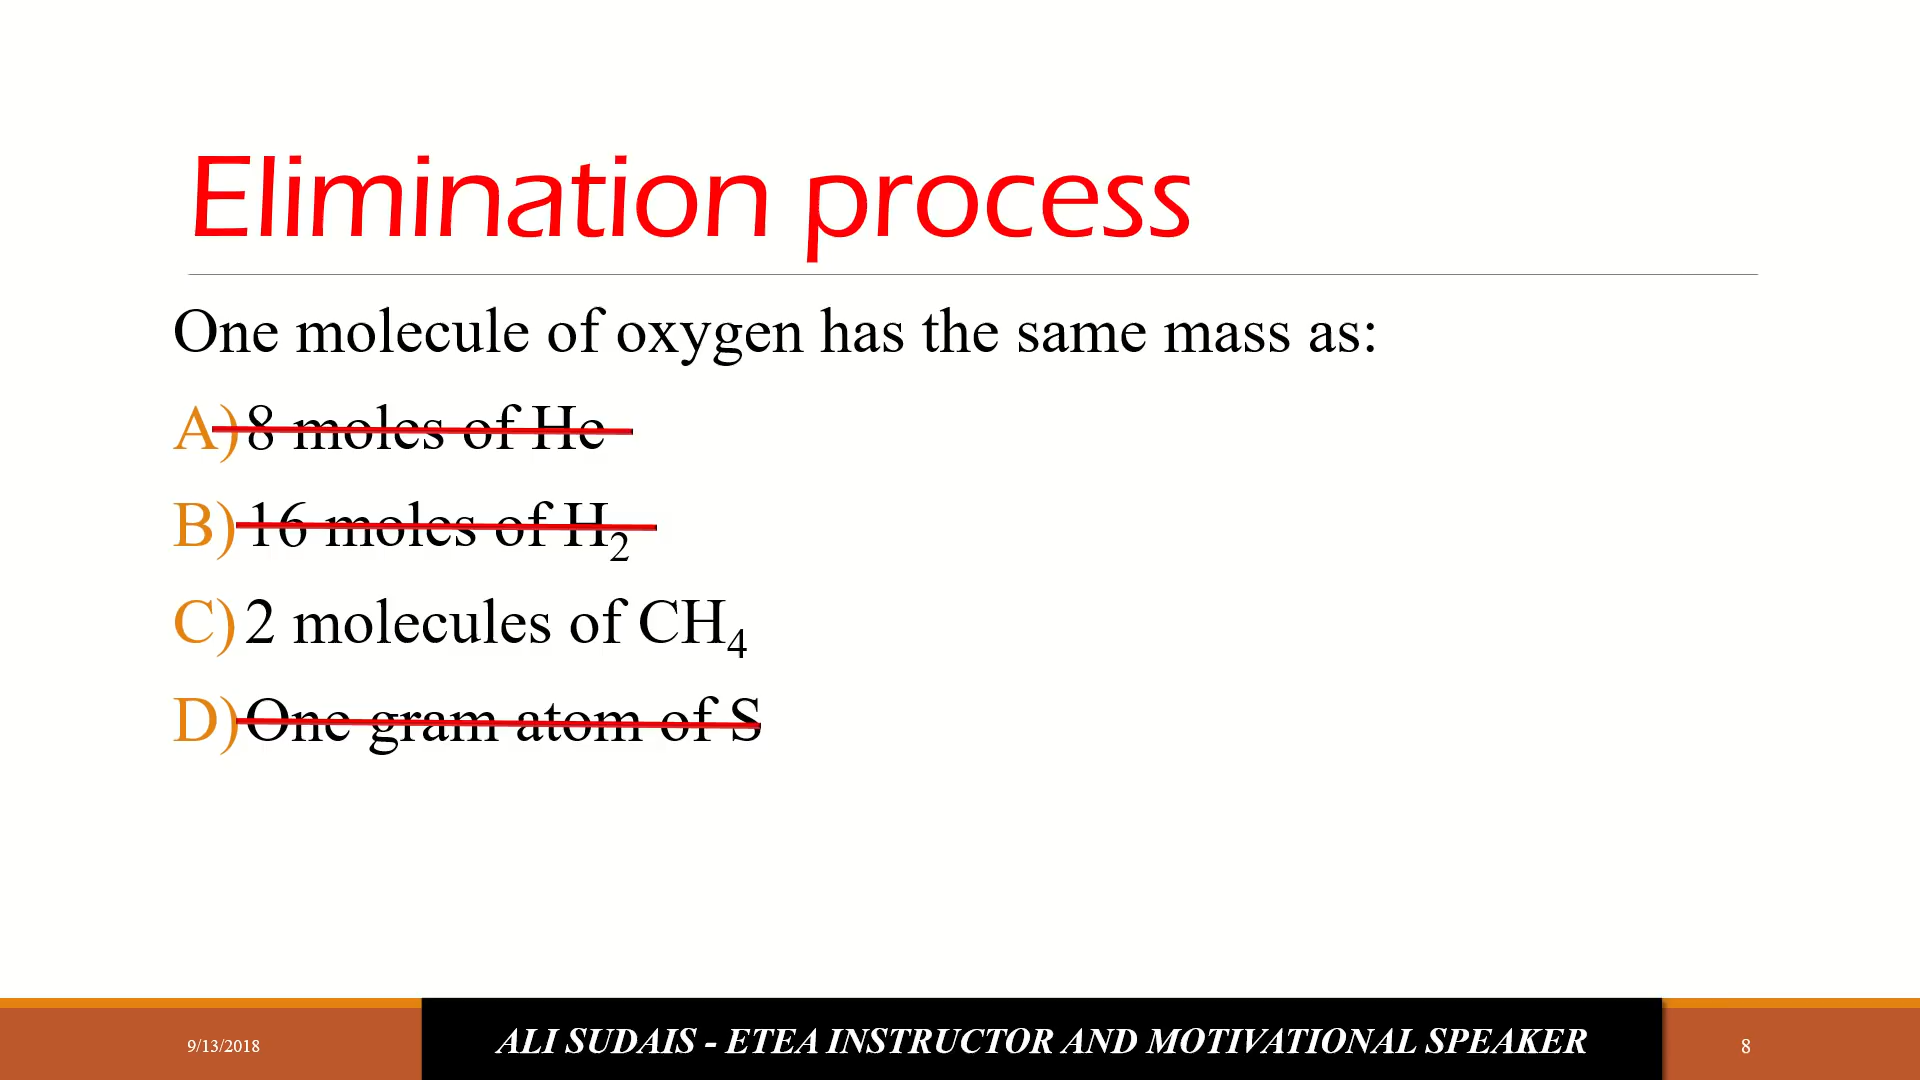 Elimination process
One molecule of oxygen has the same mass as:
A) 8 moles of He
B) 16 moles of H₂
C) 2 molecules of CH₄
D) One gram atom of S
9/13/2018
ALI SUDAIS - ETEA INSTRUCTOR AND MOTIVATIONAL SPEAKER
8